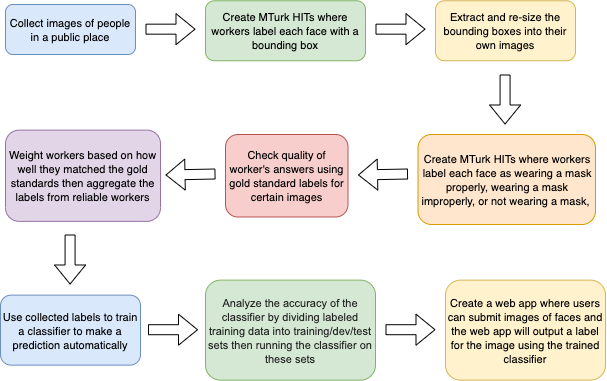 Collect images of people
in a public place
Create MTurk HITs where
workers label each face with a
bounding box
Extract and re-size the
bounding boxes into their
own images
Create MTurk HITs where workers
label each face as wearing a mask
properly, wearing a mask
improperly, or not wearing a mask,
Check quality of
worker's answers using
gold standard labels for
certain images
Weight workers based on how
well they matched the gold
standards then aggregate the
labels from reliable workers
Use collected labels to train
a classifier to make a
prediction automatically
Analyze the accuracy of the
classifier by dividing labeled
training data into training/dev/test
sets then running the classifier on
these sets
Create a web app where users
can submit images of faces and
the web app will output a label
for the image using the trained
classifier